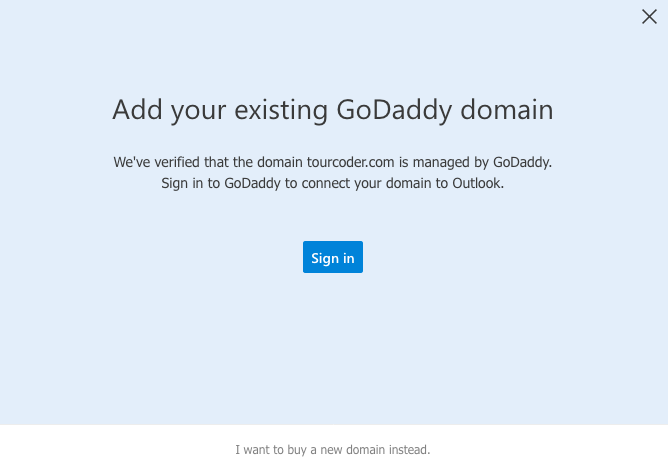 Add your existing GoDaddy domain
We've verified that the domain tourcoder.com is managed by GoDaddy.
Sign in to GoDaddy to connect your domain to Outlook.
Sign in
I want to buy a new domain instead.